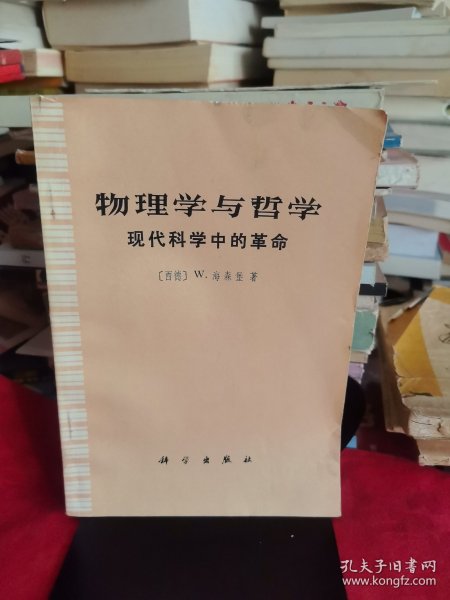 物理学与哲学
现代科学中的革命
〔西德〕 W. 海森堡 著
科学出版社
孔夫子旧书网
www.kongfz.com